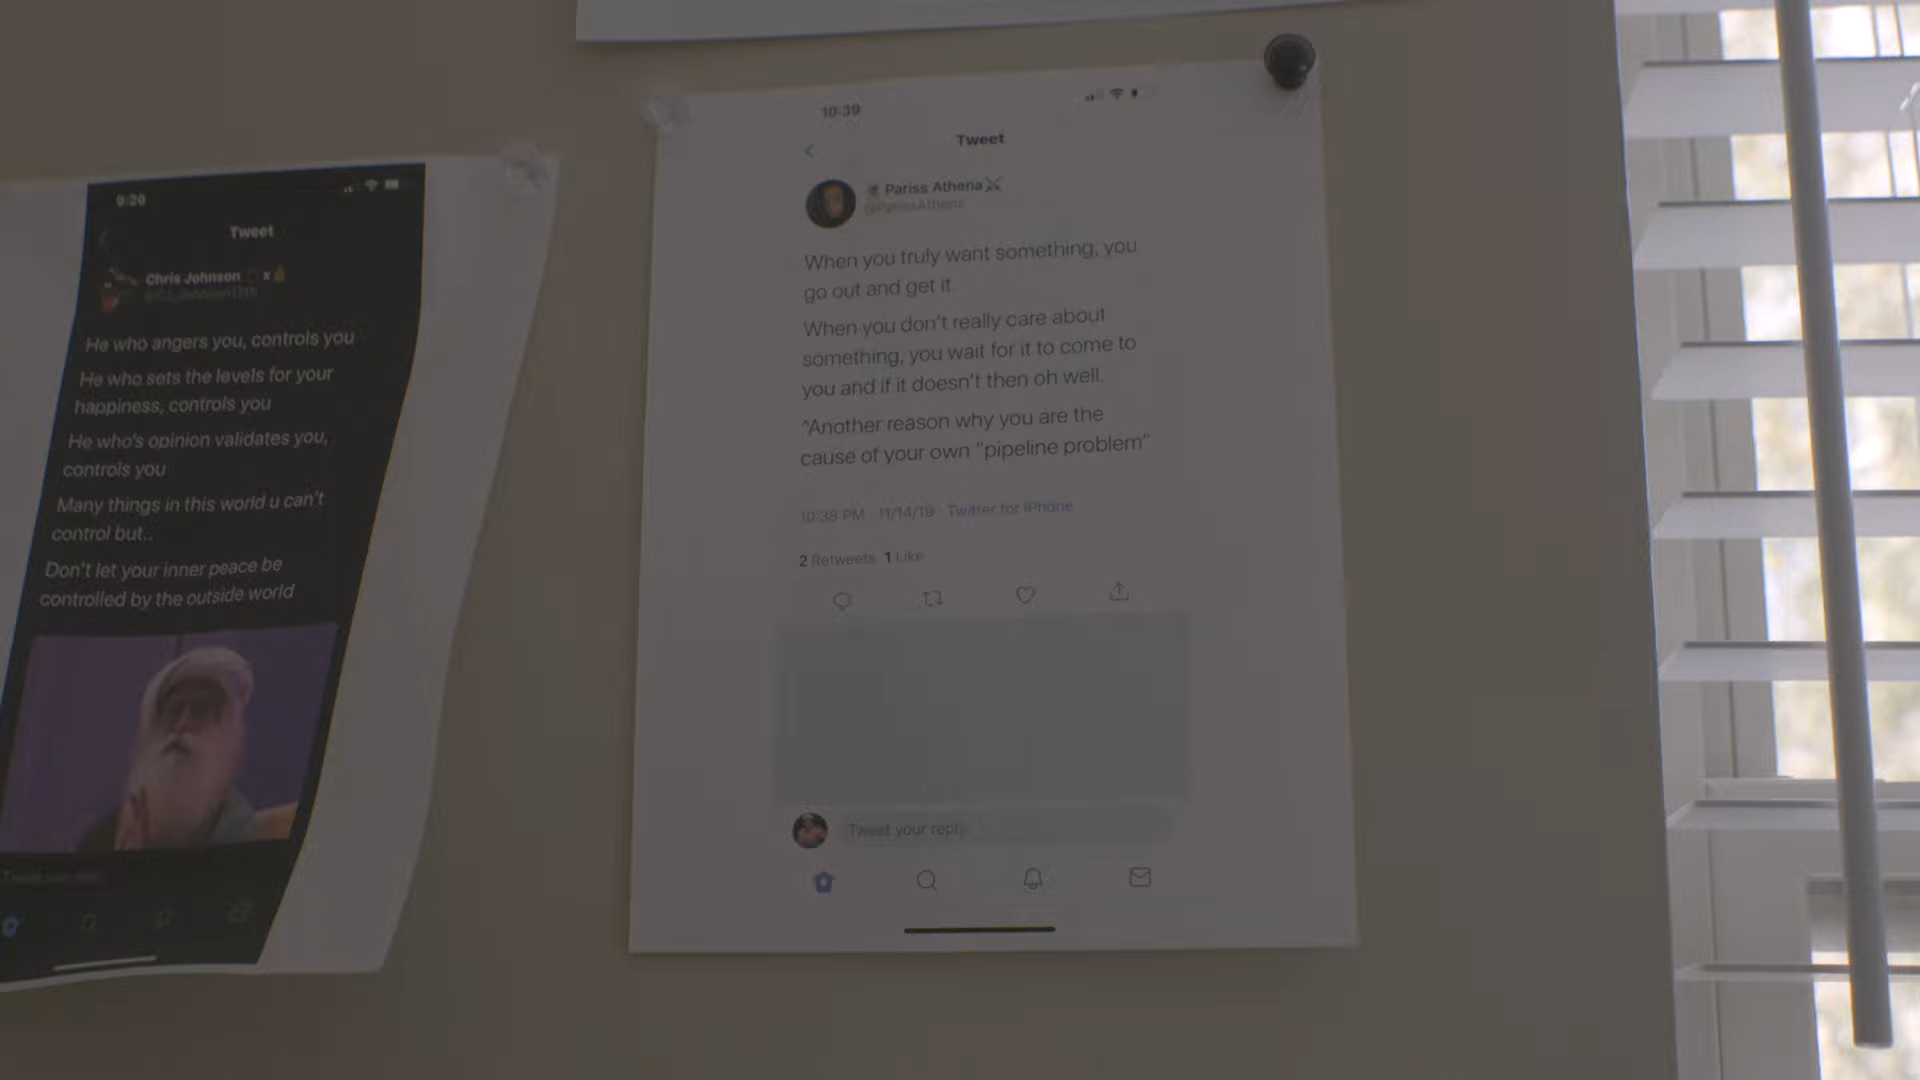 9:26
Tweet
Chris Johnson x
He who angers you, controls you
He who sets the levels for your
happiness, controls you
He who's opinion validates you,
controls you
Many things in this world u can't
control but..
Don't let your inner peace be
controlled by the outside world
10:39
Tweet
Pariss Athena
@ParissAthena
When you truly want something, you
go out and get it.
When you don't really care about
something, you wait for it to come to
you and if it doesn't then oh well.
^Another reason why you are the
cause of your own "pipeline problem"
10:38 PM · 11/14/19 · Twitter for iPhone
2 Retweets 1 Like
Tweet your reply